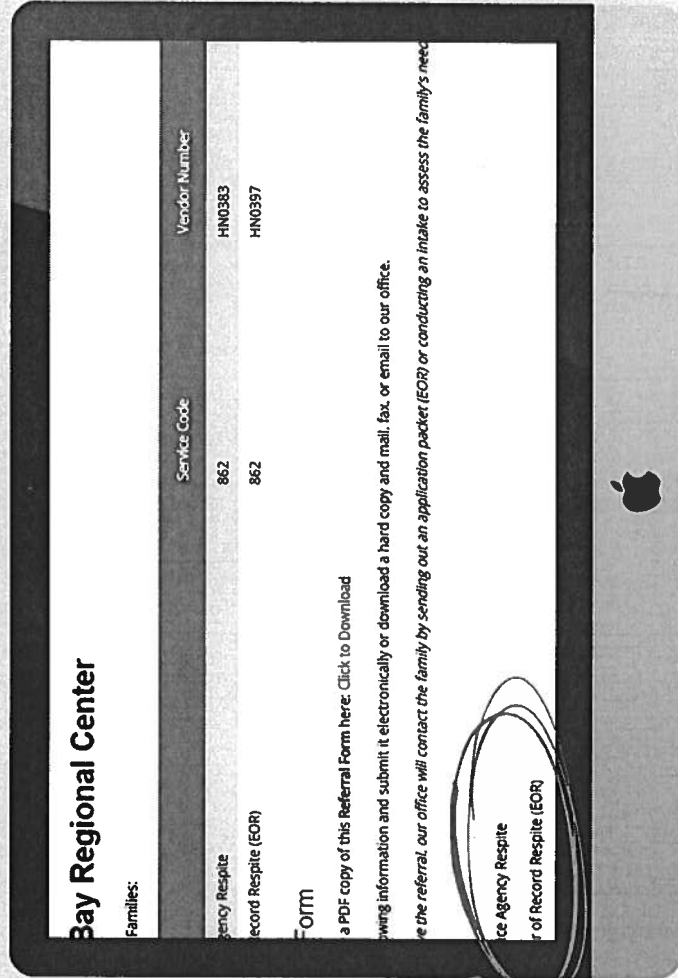 Bay Regional Center
Families:
Service Code Vendor Number
gency Respite 862 HN0383
ecord Respite (EOR) 862 HN0397
Form
a PDF copy of this Referral Form here: Click to Download
owing information and submit it electronically or download a hard copy and mail, fax, or email to our office.
ve the referral, our office will contact the family by sending out an application packet (EOR) or conducting an intake to assess the family's need
ce Agency Respite
r of Record Respite (EOR)